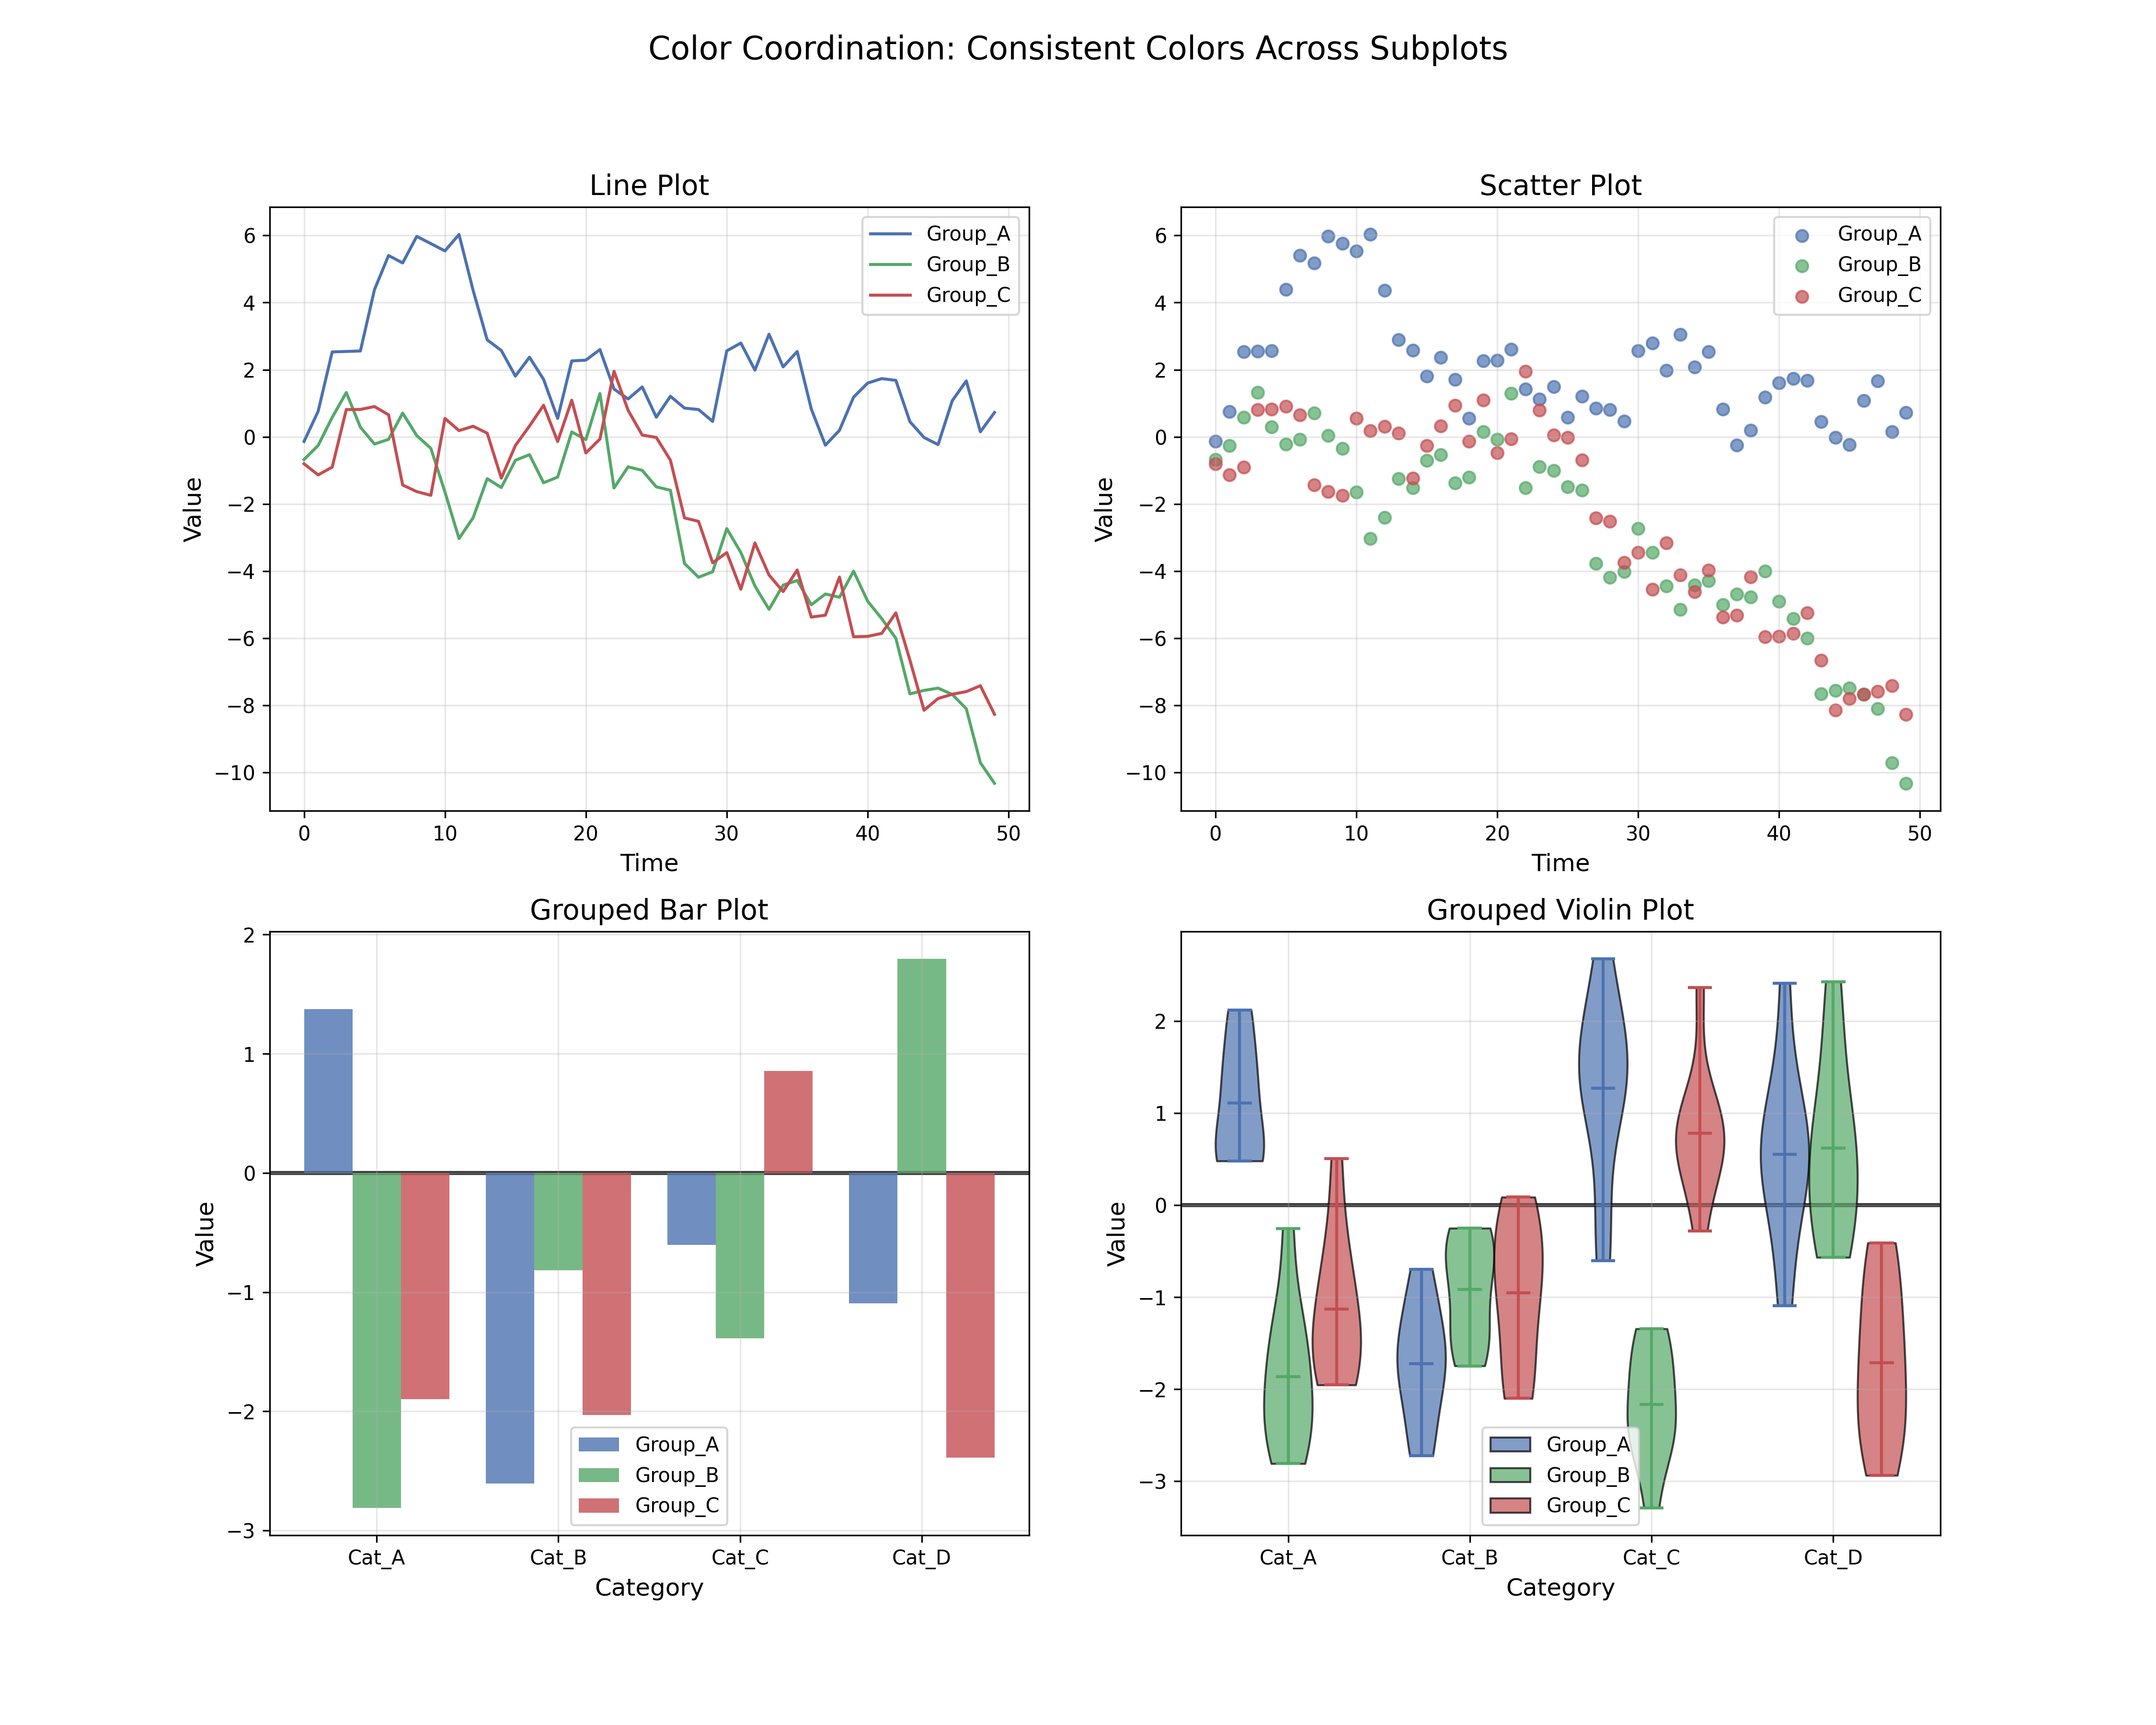 Color Coordination: Consistent Colors Across Subplots
Line Plot
6
4
2
0
−2
−4
−6
−8
−10
Value
Group_A
Group_B
Group_C
0 10 20 30 40 50
Time
Scatter Plot
6
4
2
0
−2
−4
−6
−8
−10
Value
Group_A
Group_B
Group_C
0 10 20 30 40 50
Time
Grouped Bar Plot
2
1
0
−1
−2
−3
Value
Group_A
Group_B
Group_C
Cat_A Cat_B Cat_C Cat_D
Category
Grouped Violin Plot
2
1
0
−1
−2
−3
Value
Group_A
Group_B
Group_C
Cat_A Cat_B Cat_C Cat_D
Category